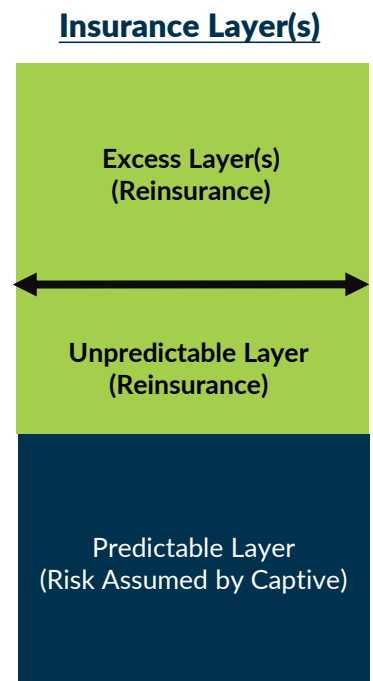 Insurance Layer(s)
Excess Layer(s)
(Reinsurance)
Unpredictable Layer
(Reinsurance)
Predictable Layer
(Risk Assumed by Captive)